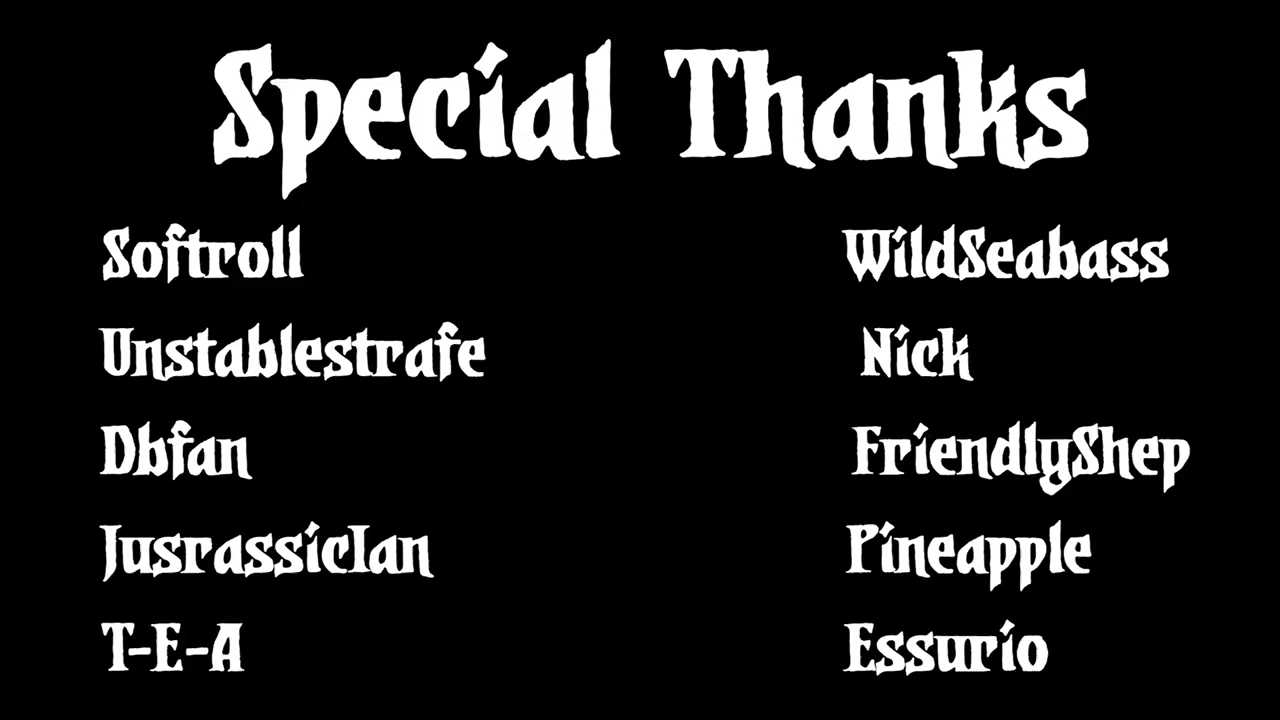 Special Thanks
Softroll
Unstablestrafe
Dbfan
JusrassicIan
T-E-A
WildSeabass
Nick
FriendlyShep
Pineapple
Essurio